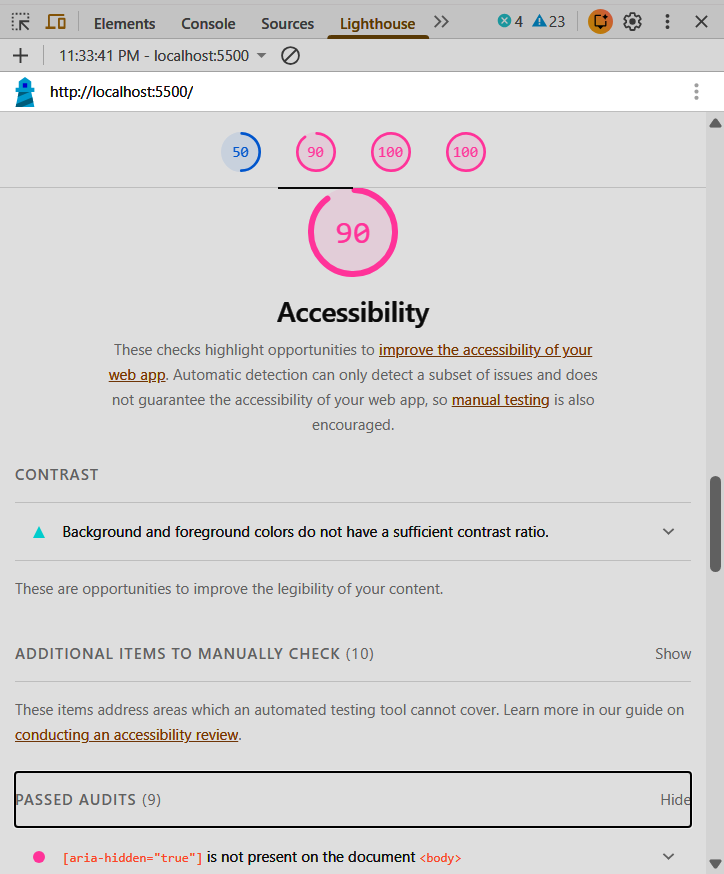 Elements Console Sources Lighthouse 4 23
11:33:41 PM - localhost:5500
http://localhost:5500/
50 90 100 100
90
Accessibility
These checks highlight opportunities to improve the accessibility of your
web app. Automatic detection can only detect a subset of issues and does
not guarantee the accessibility of your web app, so manual testing is also
encouraged.
CONTRAST
Background and foreground colors do not have a sufficient contrast ratio.
These are opportunities to improve the legibility of your content.
ADDITIONAL ITEMS TO MANUALLY CHECK (10) Show
These items address areas which an automated testing tool cannot cover. Learn more in our guide on
conducting an accessibility review.
PASSED AUDITS (9) Hide
[aria-hidden="true"] is not present on the document <body>